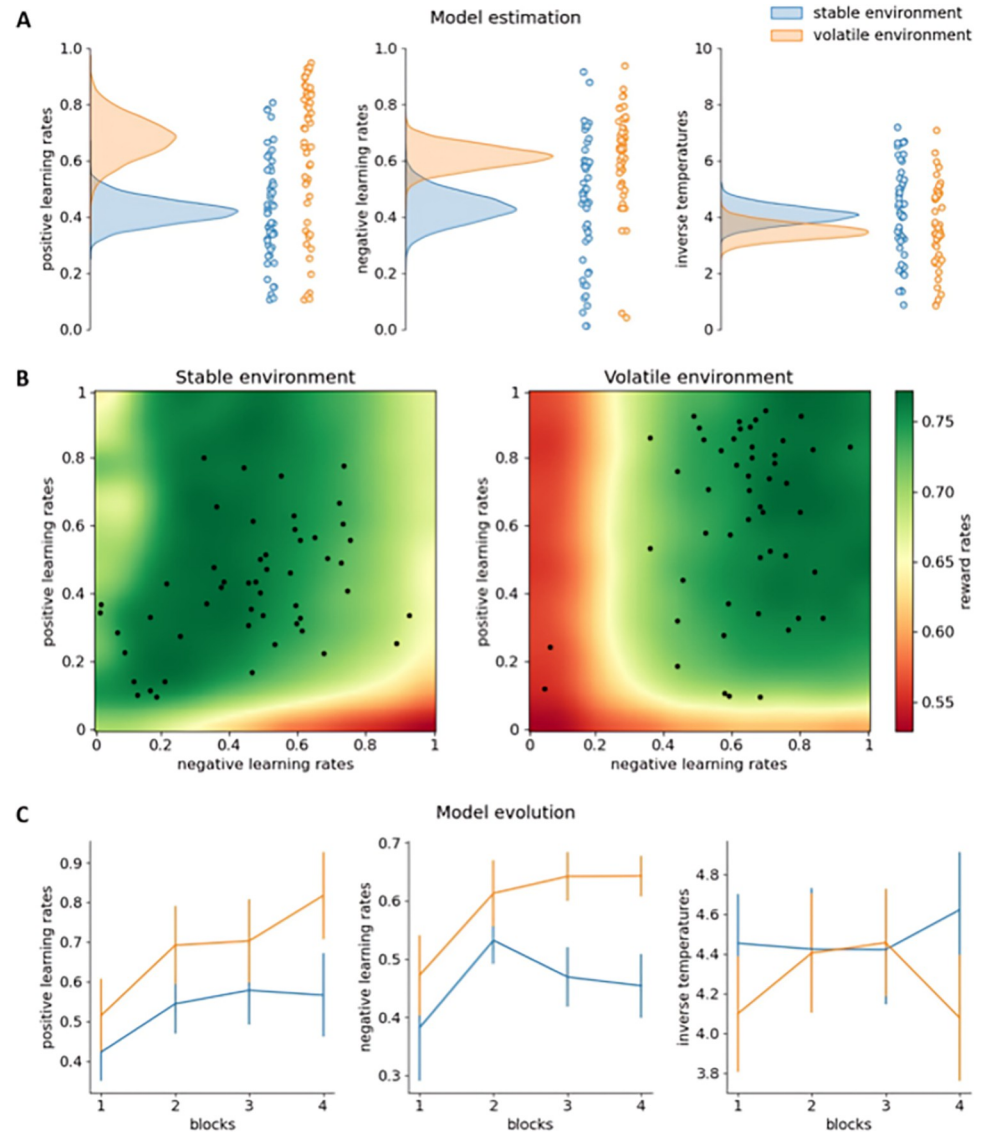 A
Model estimation
stable environment
volatile environment
positive learning rates
1.0
0.8
0.6
0.4
0.2
0.0
negative learning rates
1.0
0.8
0.6
0.4
0.2
0.0
inverse temperatures
10
8
6
4
2
0
B
Stable environment
positive learning rates
1
0.8
0.6
0.4
0.2
0
0 0.2 0.4 0.6 0.8 1
negative learning rates
Volatile environment
positive learning rates
1
0.8
0.6
0.4
0.2
0
0 0.2 0.4 0.6 0.8 1
negative learning rates
0.75
0.70
0.65
0.60
0.55
reward rates
C
Model evolution
positive learning rates
0.9
0.8
0.7
0.6
0.5
0.4
1 2 3 4
blocks
negative learning rates
0.7
0.6
0.5
0.4
0.3
1 2 3 4
blocks
inverse temperatures
4.8
4.6
4.4
4.2
4.0
3.8
1 2 3 4
blocks